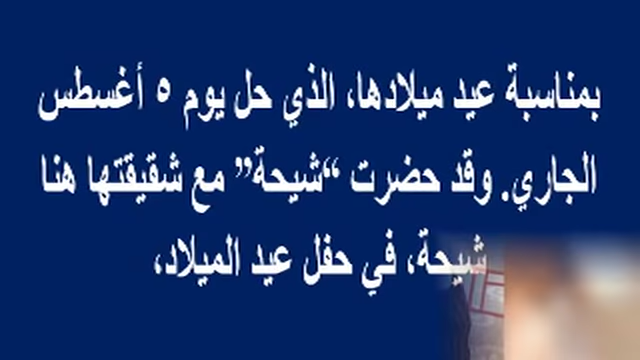 بمناسبة عيد ميلادها، الذي حل يوم ٥ أغسطس
الجاري. وقد حضرت “شيحة” مع شقيقتها هنا
شيحة، في حفل عيد الميلاد،